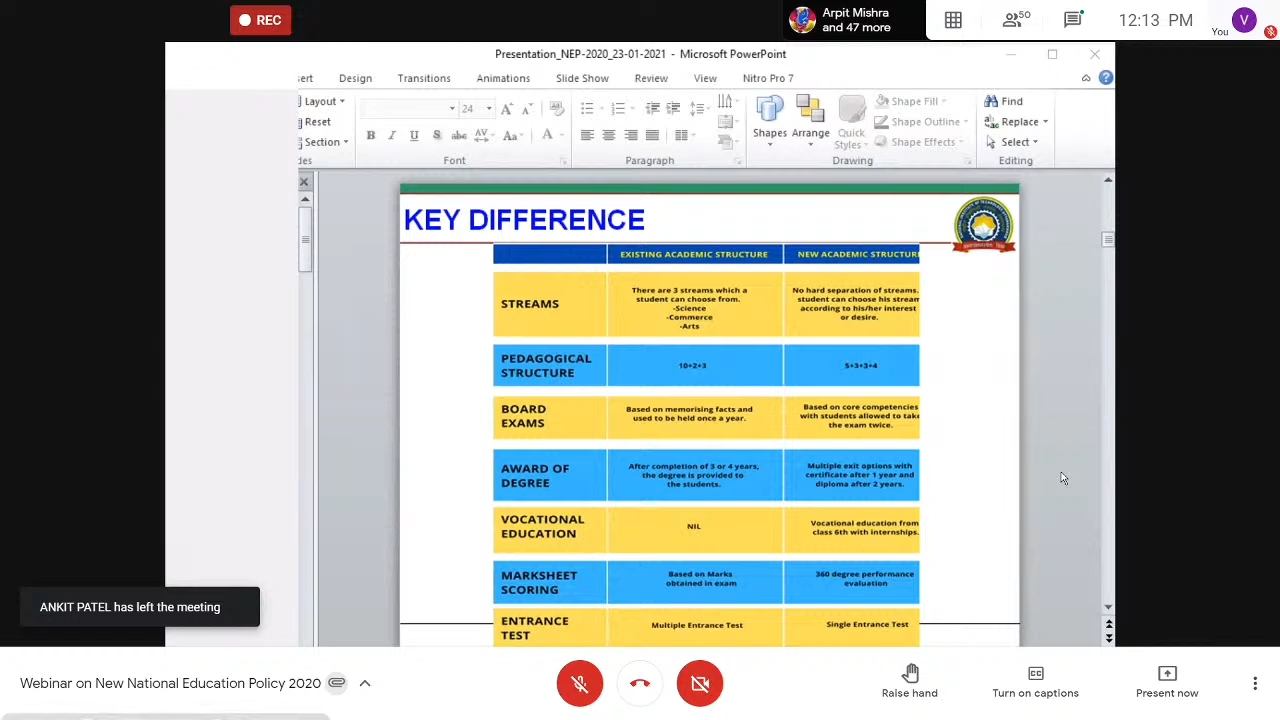 REC
Arpit Mishra
and 47 more
50
12:13 PM
V
You
Presentation_NEP-2020_23-01-2021 - Microsoft PowerPoint
sert Design Transitions Animations Slide Show Review View Nitro Pro 7
Layout
Reset
Section
des
24
B I U S abc AV Aa A
Font
Paragraph
Shapes
Arrange
Quick
Styles
Shape Fill
Shape Outline
Shape Effects
Drawing
Find
Replace
Select
Editing
KEY DIFFERENCE
EXISTING ACADEMIC STRUCTURE
NEW ACADEMIC STRUCTURE
STREAMS
There are 3 streams which a
student can choose from.
-Science
-Commerce
-Arts
No hard separation of streams.
student can choose his stream
according to his/her interest
or desire.
PEDAGOGICAL
STRUCTURE
10+2+3
5+3+3+4
BOARD
EXAMS
Based on memorising facts and
used to be held once a year.
Based on core competencies
with students allowed to take
the exam twice.
AWARD OF
DEGREE
After completion of 3 or 4 years,
the degree is provided to
the students.
Multiple exit options with
certificate after 1 year and
diploma after 2 years.
VOCATIONAL
EDUCATION
NIL
Vocational education from
class 6th with internships.
MARKSHEET
SCORING
Based on Marks
obtained in exam
360 degree performance
evaluation
ENTRANCE
TEST
Multiple Entrance Test
Single Entrance Test
ANKIT PATEL has left the meeting
Webinar on New National Education Policy 2020
Raise hand
Turn on captions
Present now